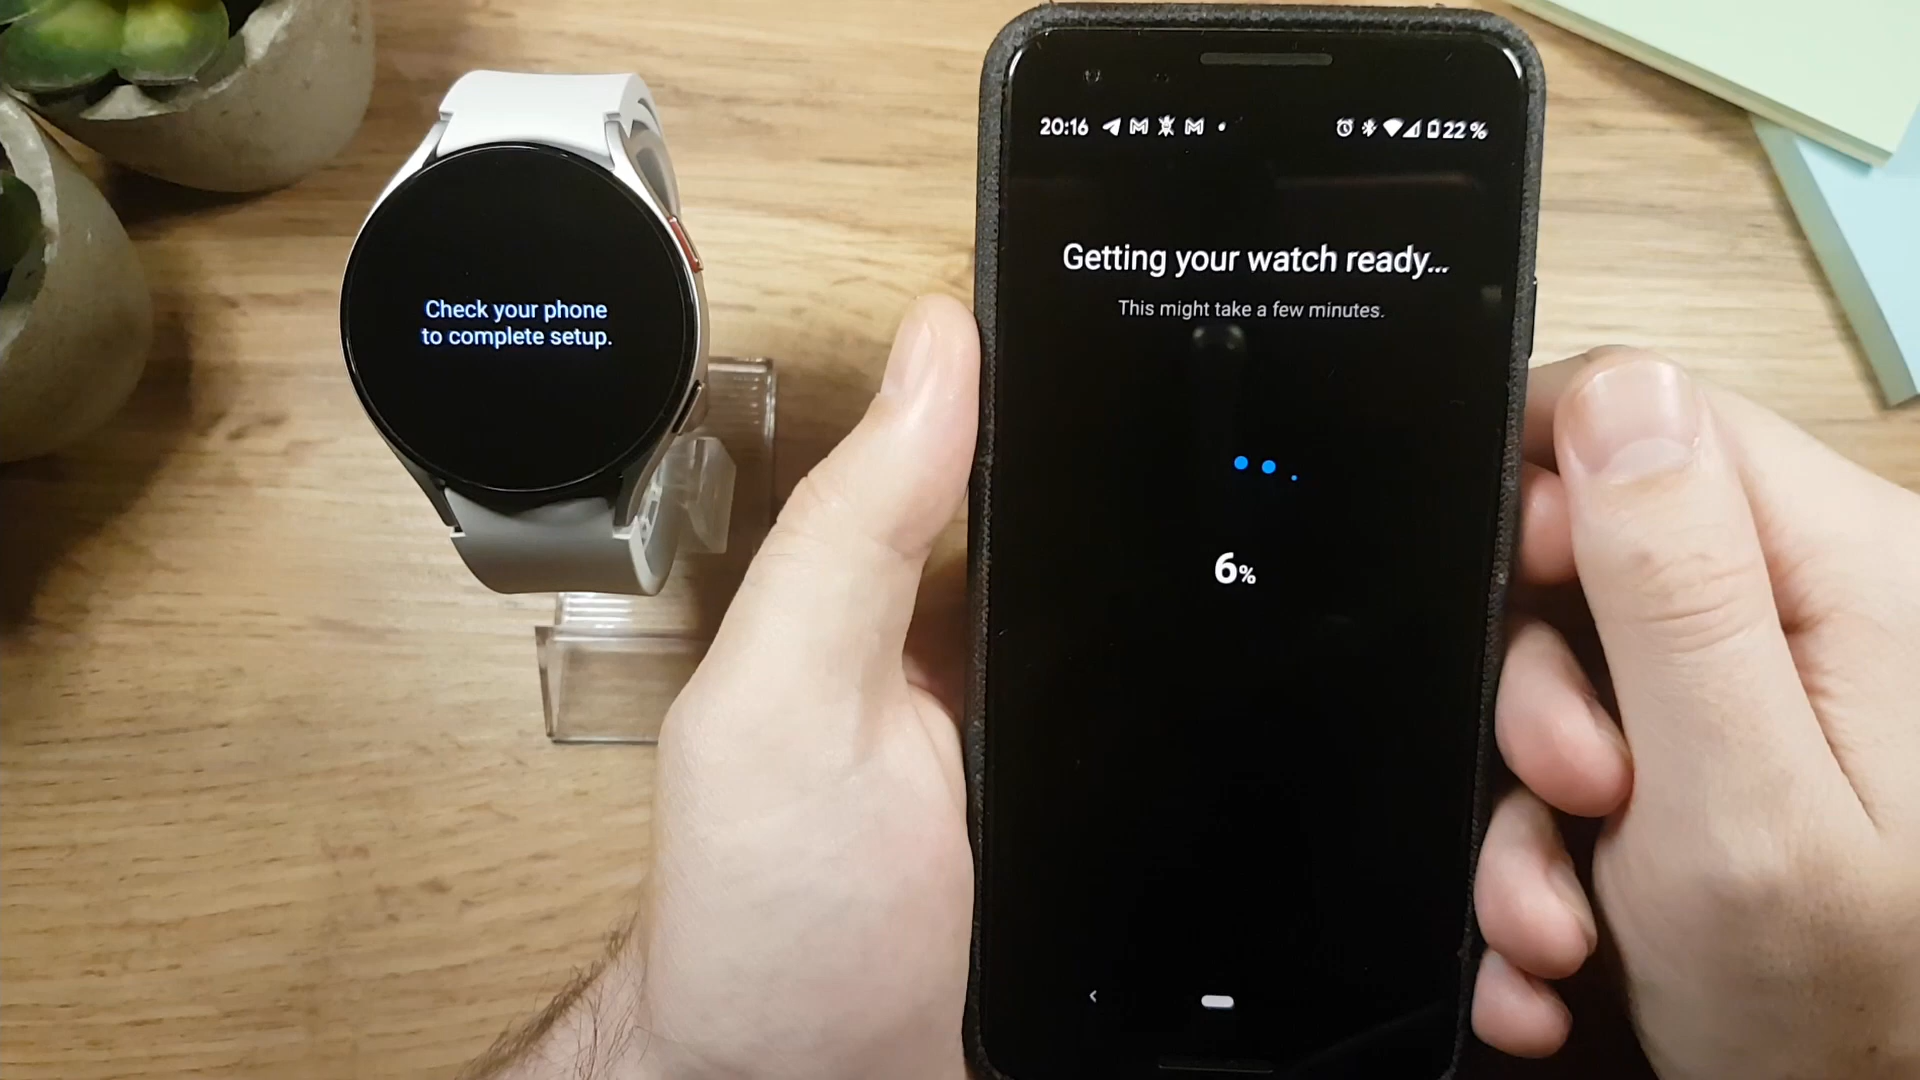 Check your phone
to complete setup.
20:16 22 %
Getting your watch ready...
This might take a few minutes.
6%